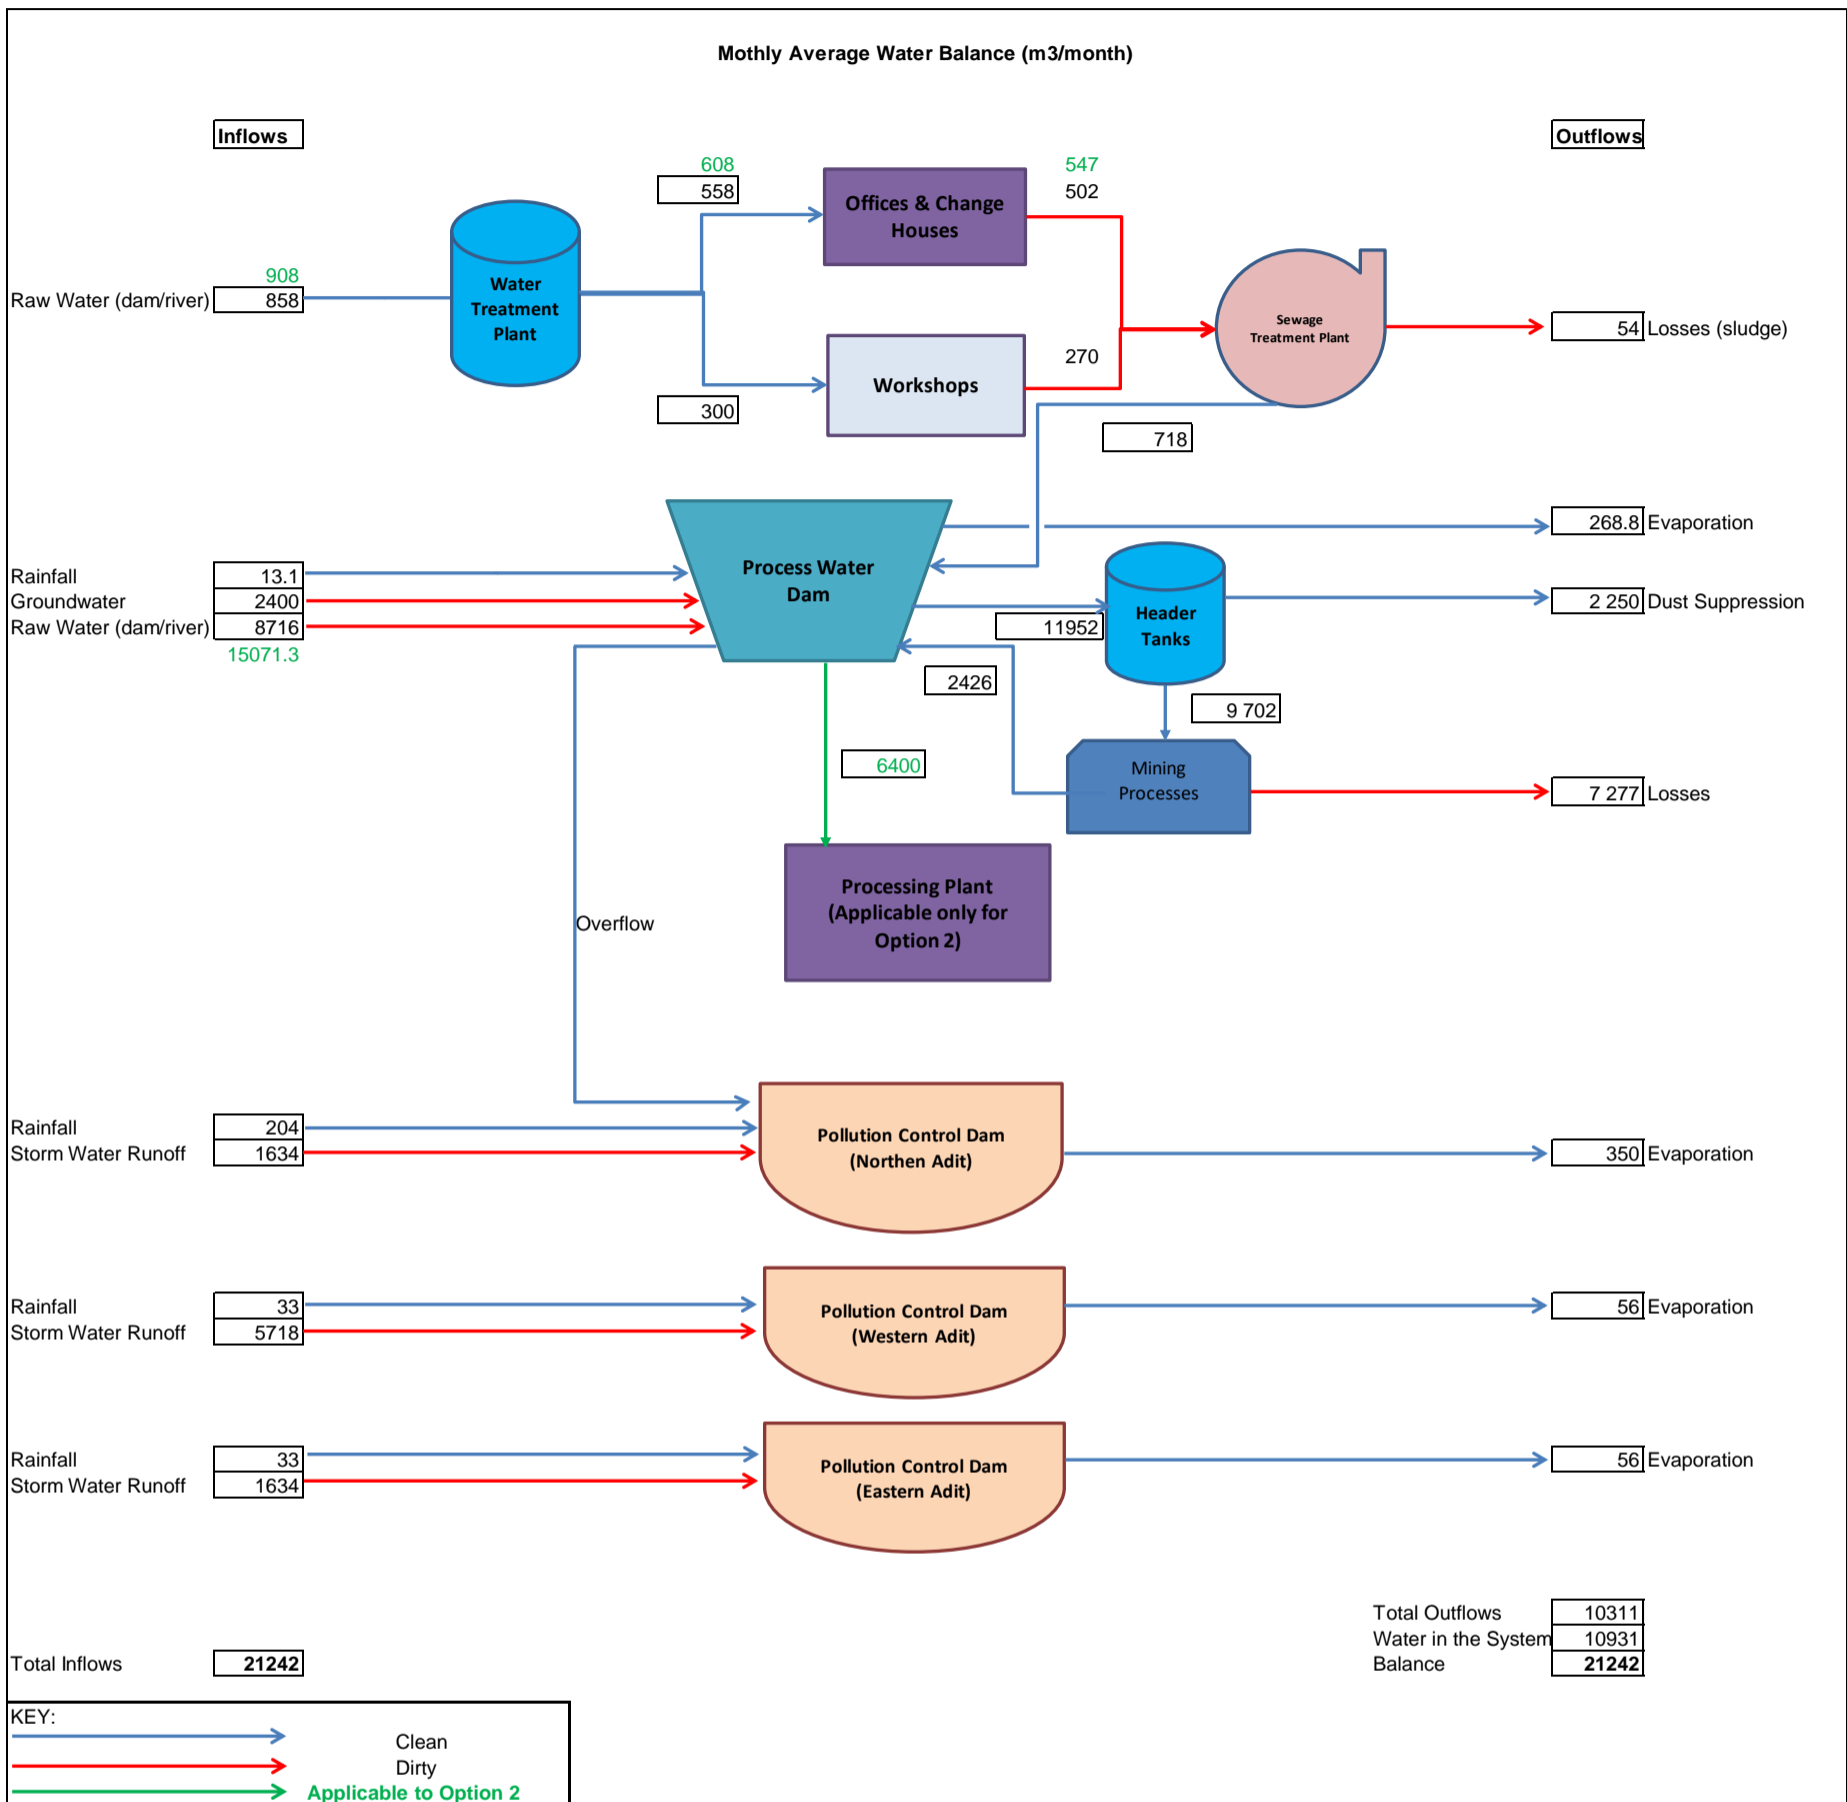 Mothly Average Water Balance (m3/month)
Inflows
Outflows
608
558
Offices & Change
Houses
547
502
Water
Treatment
Plant
908
Raw Water (dam/river) 858
Sewage
Treatment Plant
54 Losses (sludge)
Workshops
270
300
718
268.8 Evaporation
Process Water
Dam
Rainfall 13.1
Groundwater 2400
Raw Water (dam/river) 8716
15071.3
Header
Tanks
2 250 Dust Suppression
11952
2426
9 702
6400
Mining
Processes
7 277 Losses
Processing Plant
(Applicable only for
Option 2)
Overflow
Rainfall 204
Storm Water Runoff 1634
Pollution Control Dam
(Northen Adit)
350 Evaporation
Rainfall 33
Storm Water Runoff 5718
Pollution Control Dam
(Western Adit)
56 Evaporation
Rainfall 33
Storm Water Runoff 1634
Pollution Control Dam
(Eastern Adit)
56 Evaporation
Total Outflows 10311
Water in the System 10931
Total Inflows 21242
Balance 21242
KEY:
Clean
Dirty
Applicable to Option 2